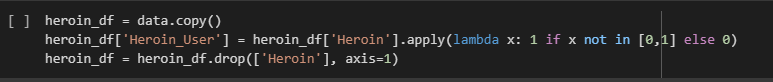 [ ] heroin_df = data.copy()
heroin_df['Heroin_User'] = heroin_df['Heroin'].apply(lambda x: 1 if x not in [0,1] else 0)
heroin_df = heroin_df.drop(['Heroin'], axis=1)